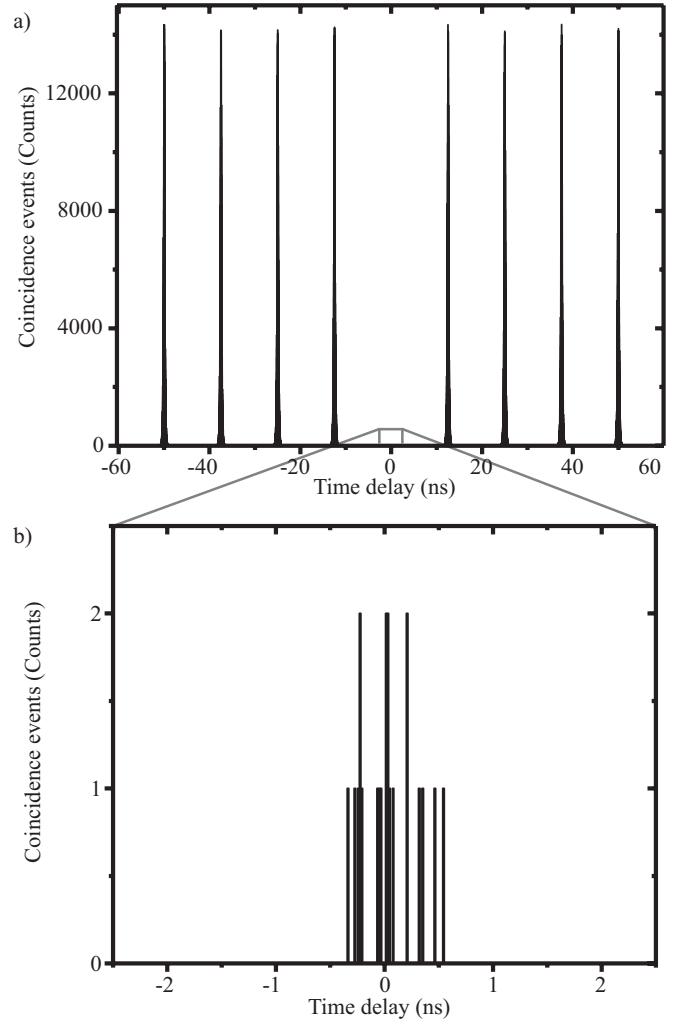 a)
Coincidence events (Counts)
12000
8000
4000
0
-60 -40 -20 0 20 40 60
Time delay (ns)
b)
Coincidence events (Counts)
2
1
0
-2 -1 0 1 2
Time delay (ns)